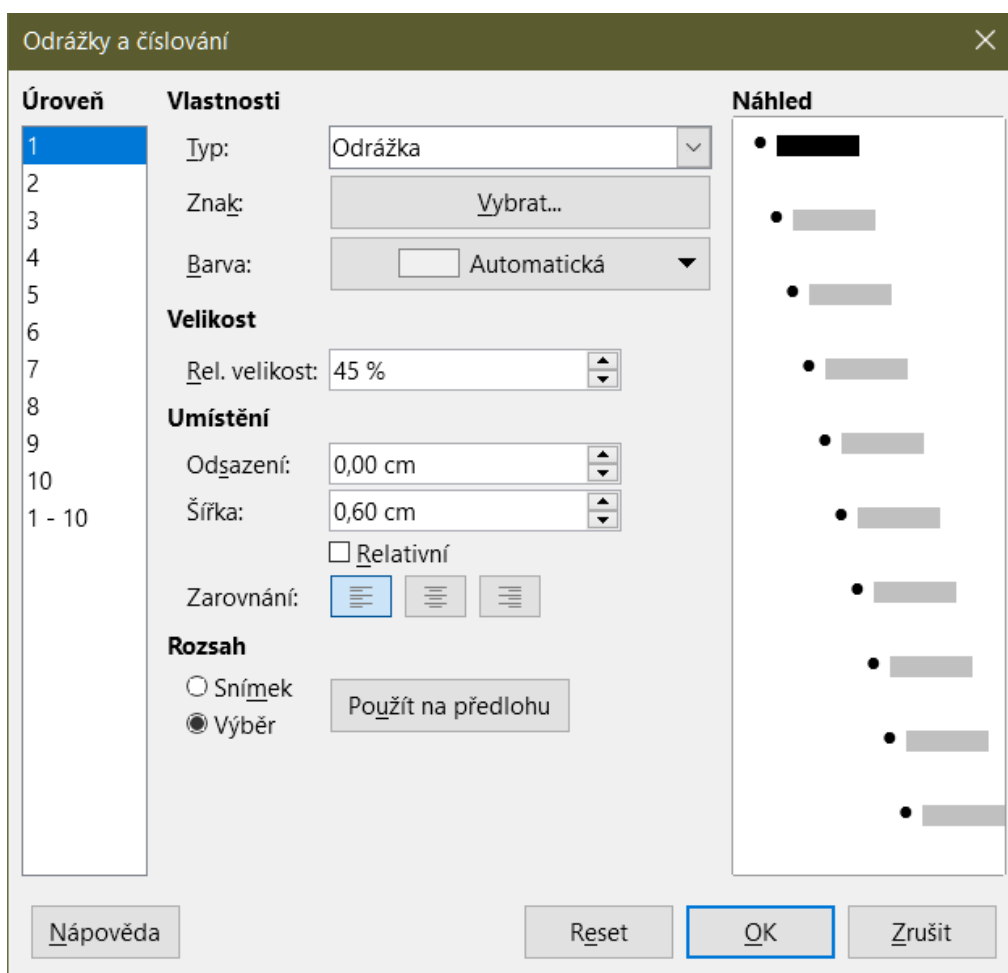 Odrážky a číslování
Úroveň
1
2
3
4
5
6
7
8
9
10
1 - 10
Vlastnosti
Typ: Odrážka
Znak: Vybrat...
Barva: Automatická
Velikost
Rel. velikost: 45 %
Umístění
Odsazení: 0,00 cm
Šířka: 0,60 cm
Relativní
Zarovnání:
Rozsah
Snímek
Výběr
Použít na předlohu
Náhled
Nápověda
Reset
OK
Zrušit